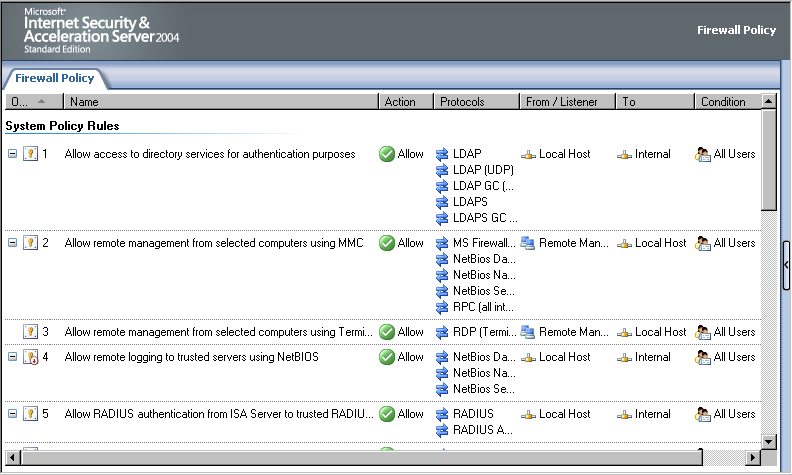 Microsoft®
Internet Security &
Acceleration Server 2004
Standard Edition
Firewall Policy
Firewall Policy
O... Name Action Protocols From / Listener To Condition
System Policy Rules
1 Allow access to directory services for authentication purposes Allow LDAP Local Host Internal All Users
LDAP (UDP)
LDAP GC (...
LDAPS
LDAPS GC ...
2 Allow remote management from selected computers using MMC Allow MS Firewall... Remote Man... Local Host All Users
NetBios Da...
NetBios Na...
NetBios Se...
RPC (all int...
3 Allow remote management from selected computers using Termi... Allow RDP (Termi... Remote Man... Local Host All Users
4 Allow remote logging to trusted servers using NetBIOS Allow NetBios Da... Local Host Internal All Users
NetBios Na...
NetBios Se...
5 Allow RADIUS authentication from ISA Server to trusted RADIU... Allow RADIUS Local Host Internal All Users
RADIUS A...